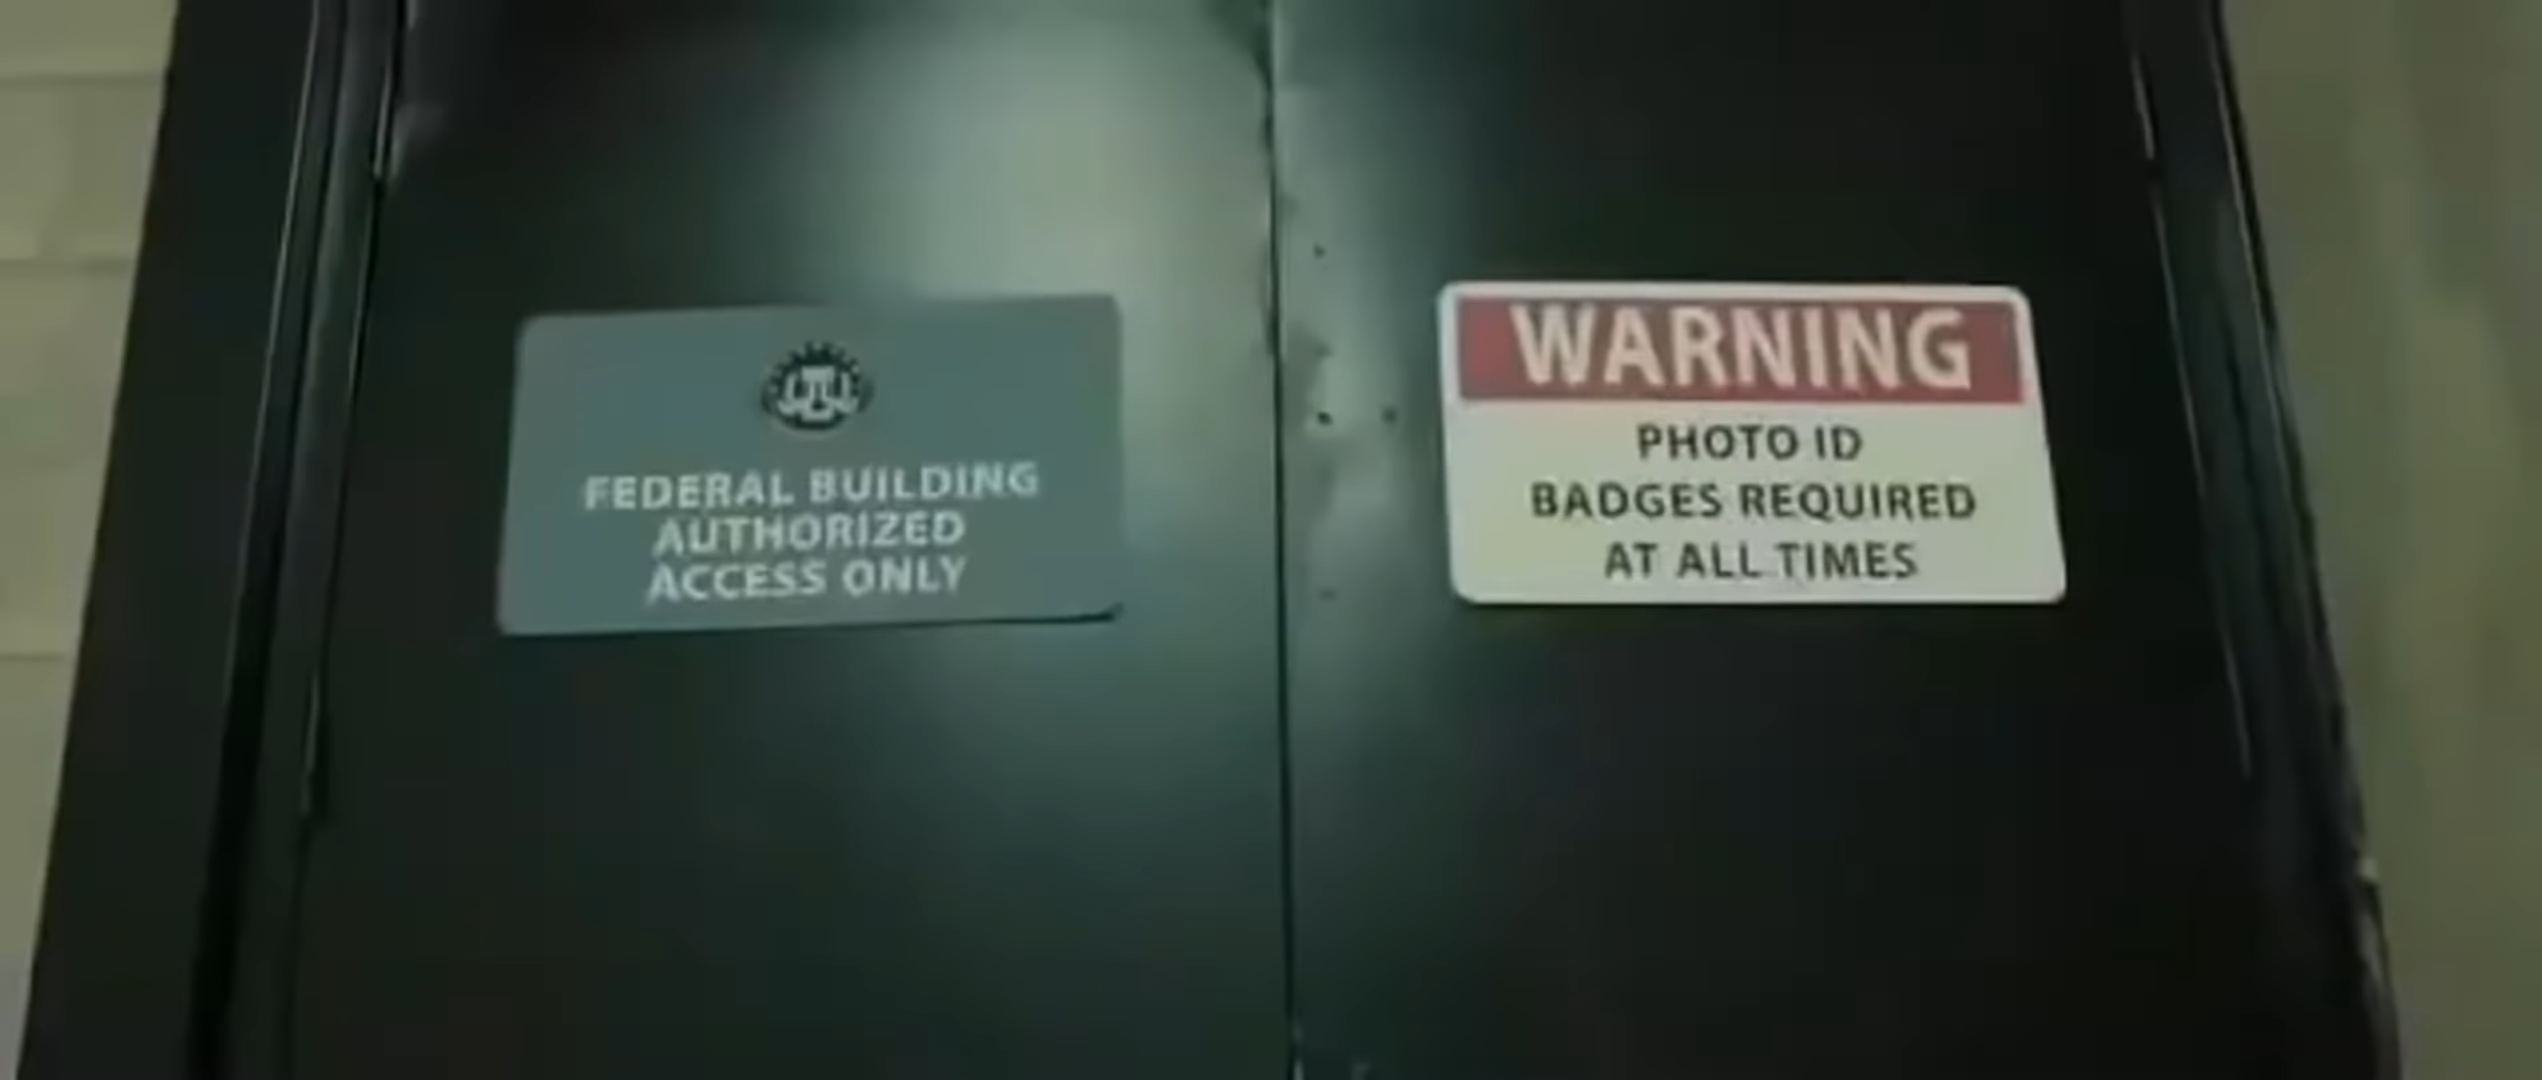 FEDERAL BUILDING
AUTHORIZED
ACCESS ONLY
WARNING
PHOTO ID
BADGES REQUIRED
AT ALL TIMES